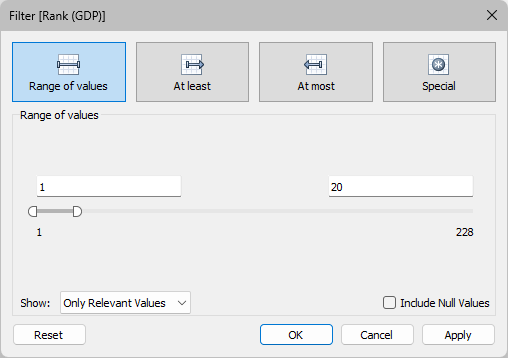 Filter [Rank (GDP)]
Range of values
At least
At most
Special
Range of values
1
20
1
228
Show:
Only Relevant Values
Include Null Values
Reset
OK
Cancel
Apply